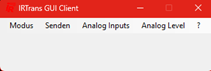 IRTrans GUI Client
Modus Senden Analog Inputs Analog Level ?